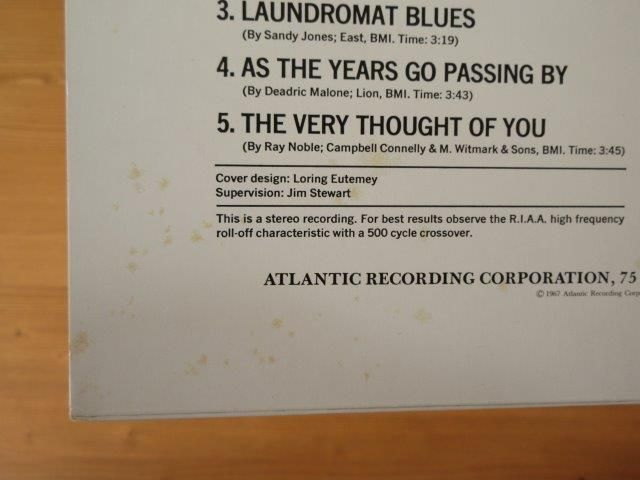 3. LAUNDROMAT BLUES
(By Sandy Jones; East, BMI. Time: 3:19)
4. AS THE YEARS GO PASSING BY
(By Deadric Malone; Lion, BMI. Time: 3:43)
5. THE VERY THOUGHT OF YOU
(By Ray Noble; Campbell Connelly & M. Witmark & Sons, BMI. Time: 3:45)
Cover design: Loring Eutemey
Supervision: Jim Stewart
This is a stereo recording. For best results observe the R.I.A.A. high frequency
roll-off characteristic with a 500 cycle crossover.
ATLANTIC RECORDING CORPORATION, 75
© 1967 Atlantic Recording Corp